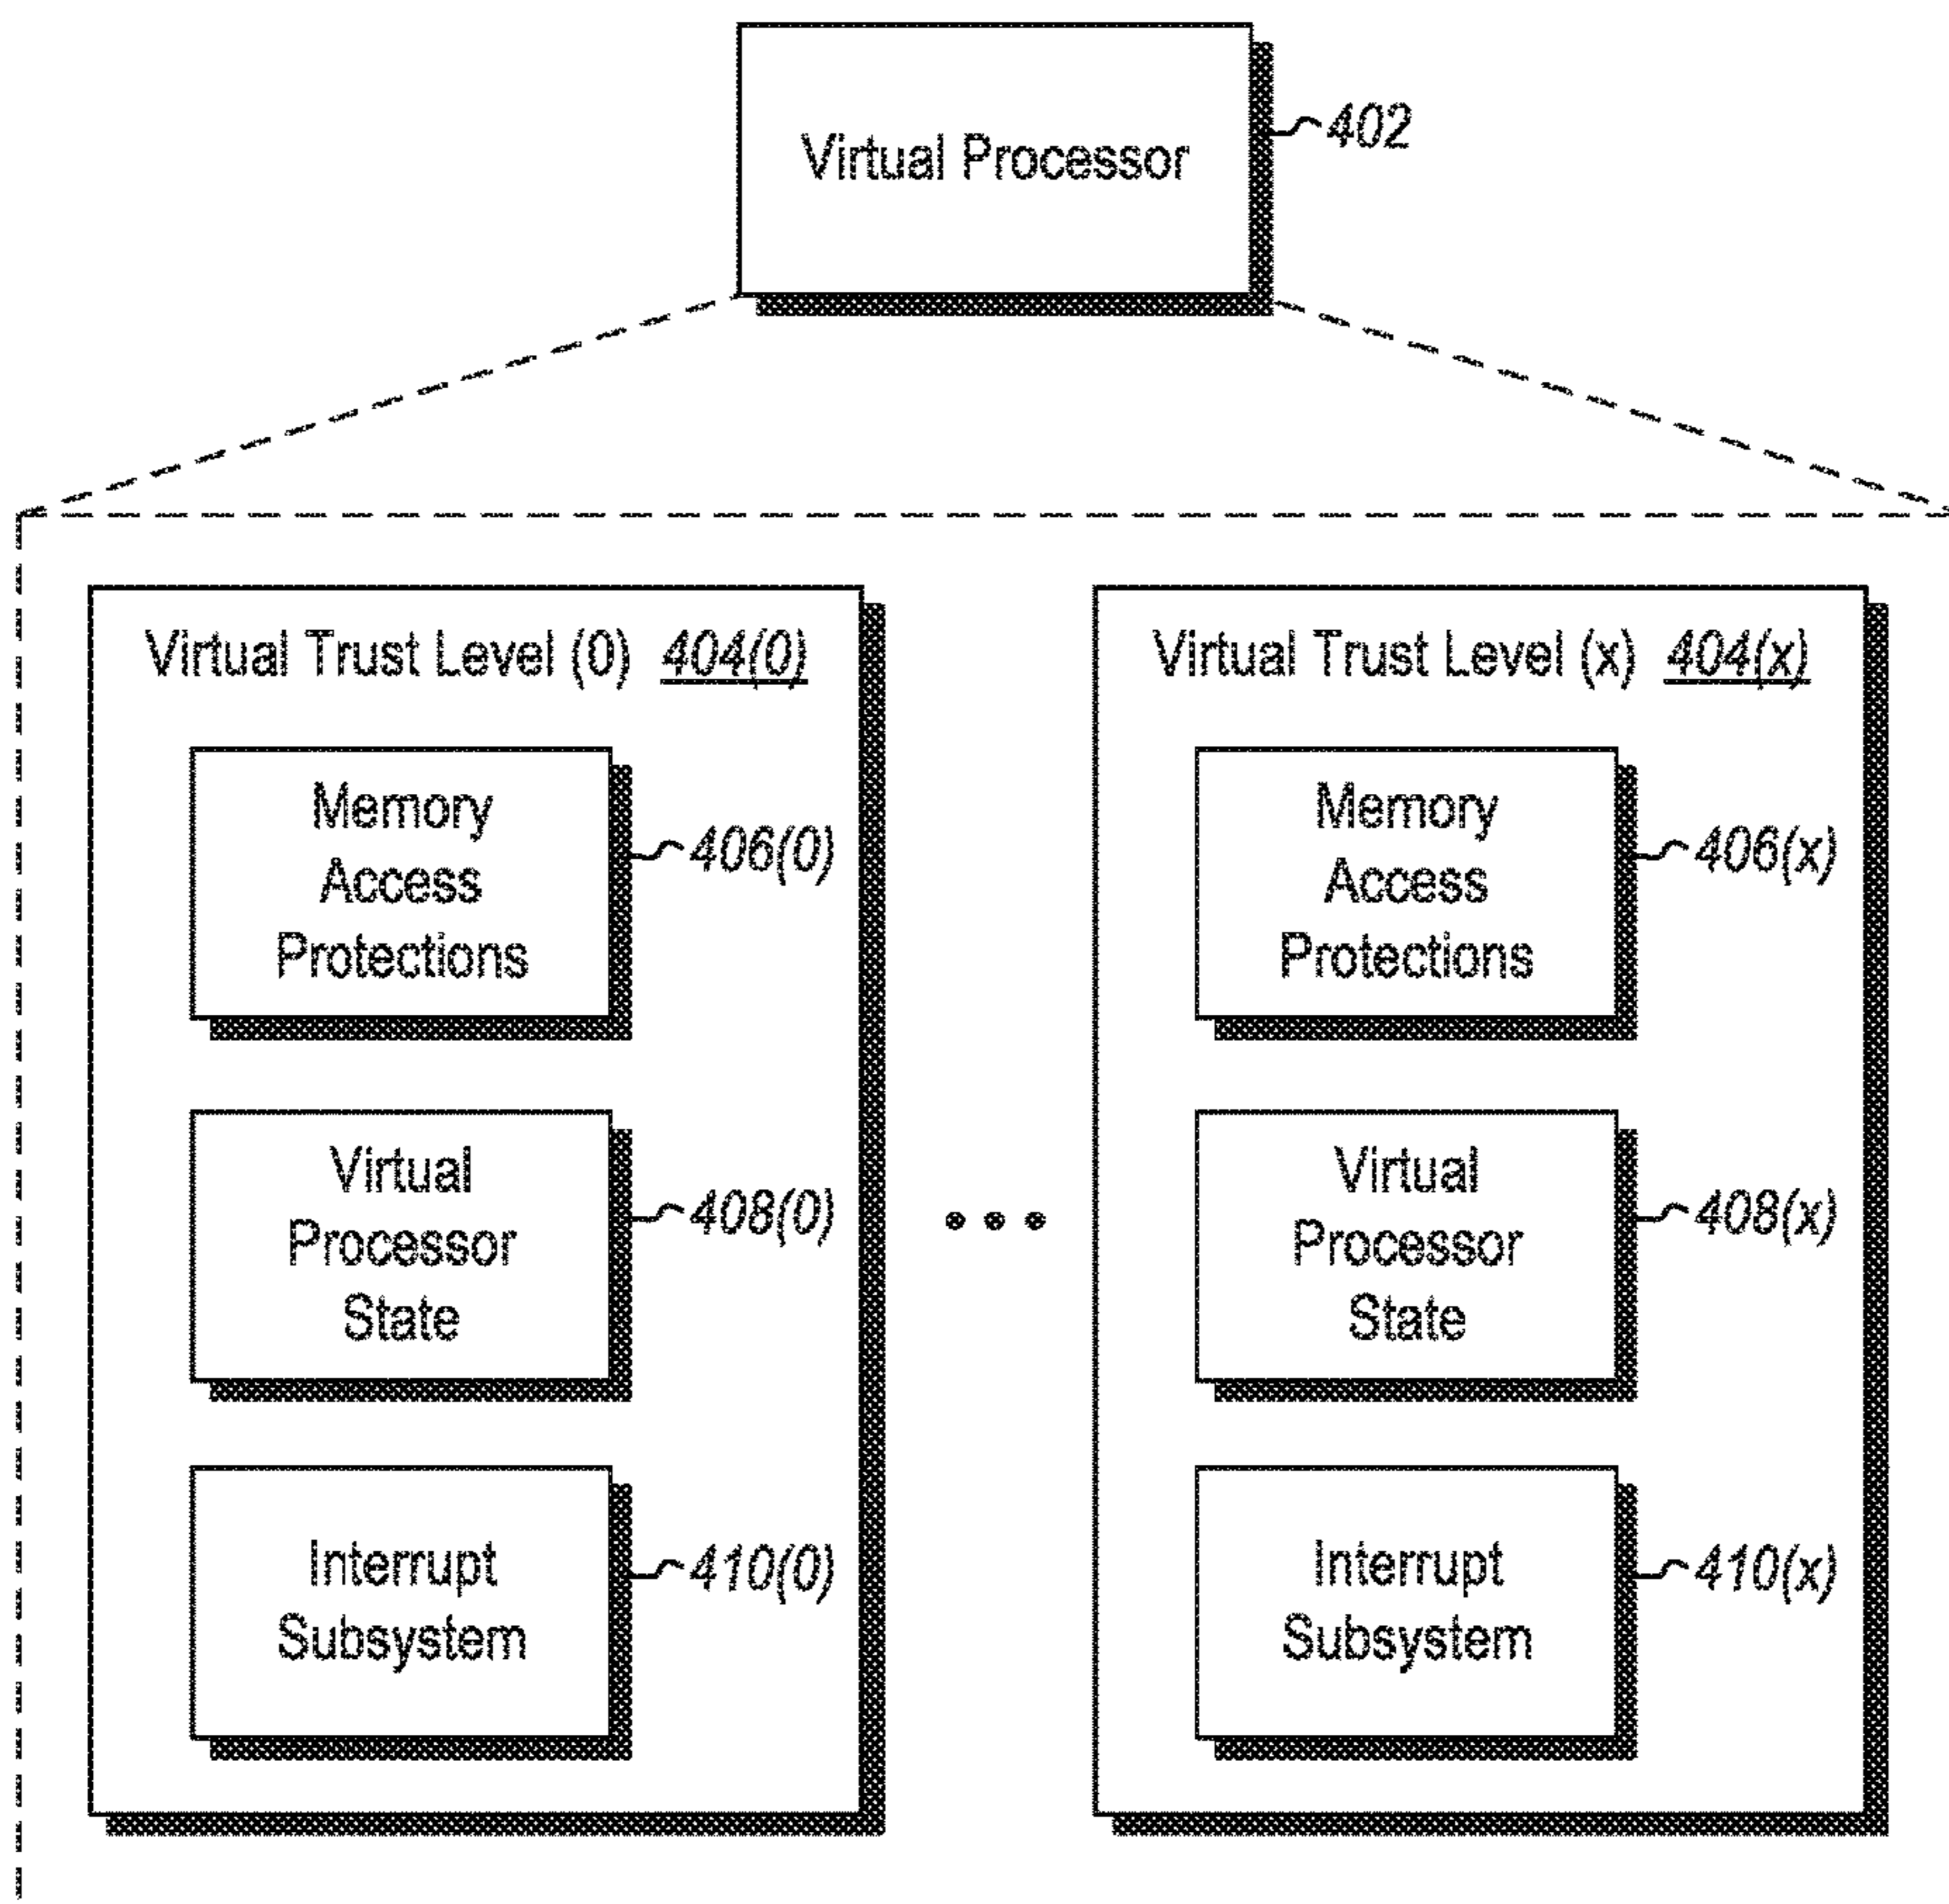 Virtual Processor
402
Virtual Trust Level (0) 404(0)
Memory
Access
Protections
406(0)
Virtual
Processor
State
408(0)
Interrupt
Subsystem
410(0)
Virtual Trust Level (x) 404(x)
Memory
Access
Protections
406(x)
Virtual
Processor
State
408(x)
Interrupt
Subsystem
410(x)